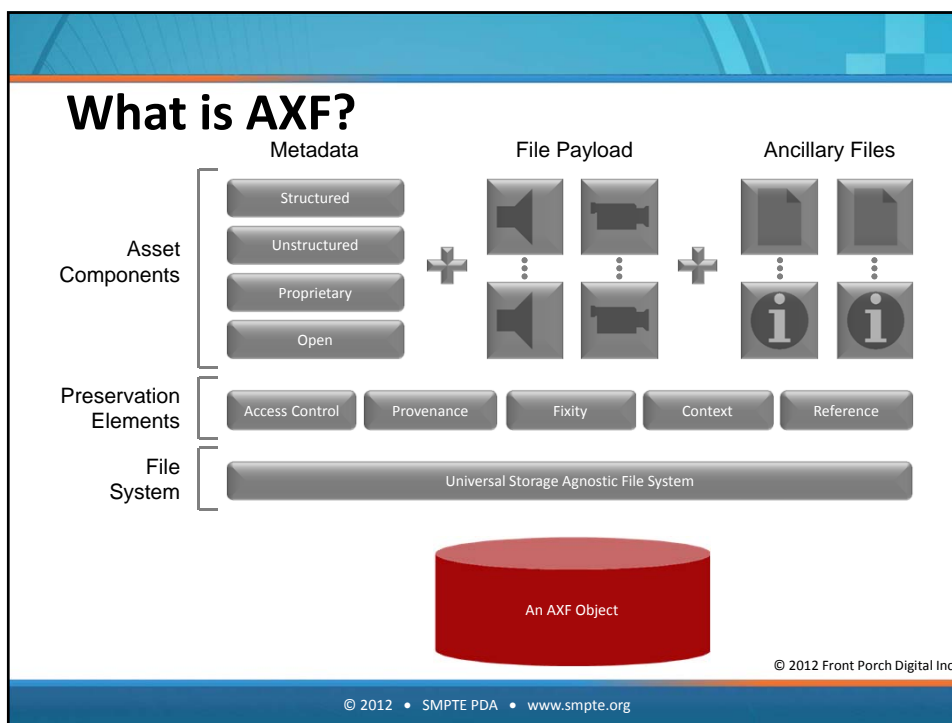 What is AXF?
Metadata
File Payload
Ancillary Files
Asset
Components
Structured
Unstructured
Proprietary
Open
Preservation
Elements
Access Control
Provenance
Fixity
Context
Reference
File
System
Universal Storage Agnostic File System
An AXF Object
© 2012 Front Porch Digital Inc
© 2012 • SMPTE PDA • www.smpte.org